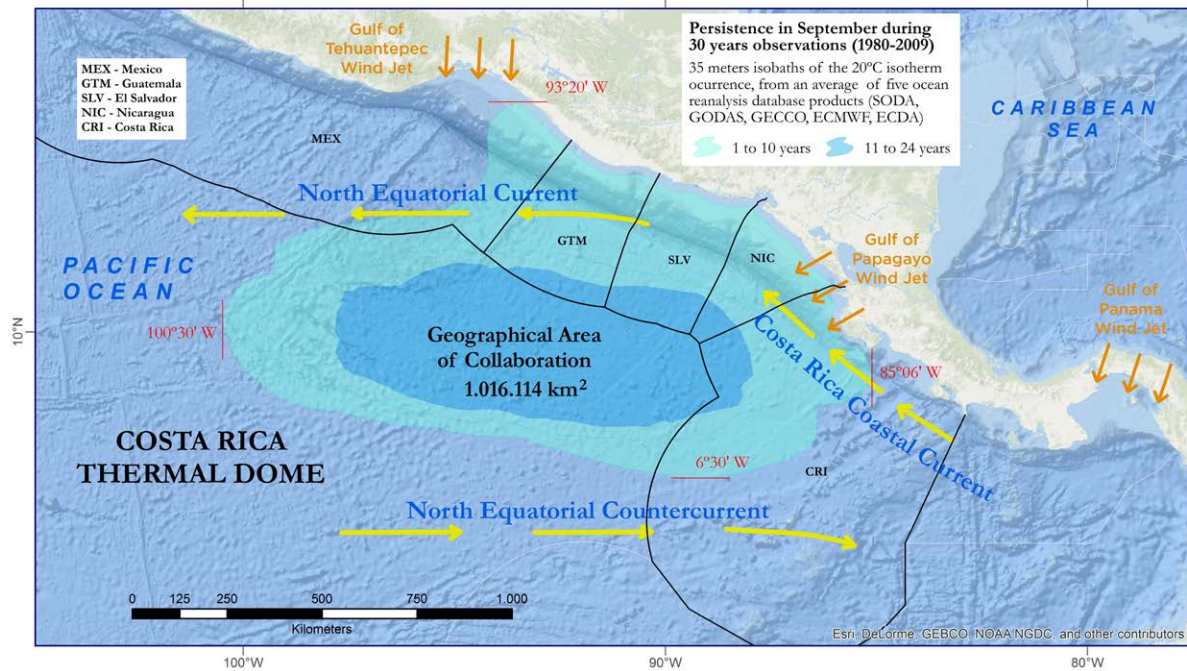 Gulf of
Tehuantepec
Wind Jet
93º20' W
MEX - Mexico
GTM - Guatemala
SLV - El Salvador
NIC - Nicaragua
CRI - Costa Rica
Persistence in September during
30 years observations (1980-2009)
35 meters isobaths of the 20ºC isotherm
ocurrence, from an average of five ocean
reanalysis database products (SODA,
GODAS, GECCO, ECMWF, ECDA)
1 to 10 years
11 to 24 years
CARIBBEAN
SEA
MEX
North Equatorial Current
GTM
SLV
NIC
Gulf of
Papagayo
Wind Jet
PACIFIC
OCEAN
Gulf of
Panama
Wind Jet
10ºN
100º30' W
Geographical Area
of Collaboration
1.016.114 km²
Costa Rica Coastal Current
85º06' W
COSTA RICA
THERMAL DOME
6º30' W
CRI
North Equatorial Countercurrent
0 125 250 500 750 1.000
Kilometers
Esri, DeLorme, GEBCO, NOAA NGDC, and other contributors
100ºW
90ºW
80ºW